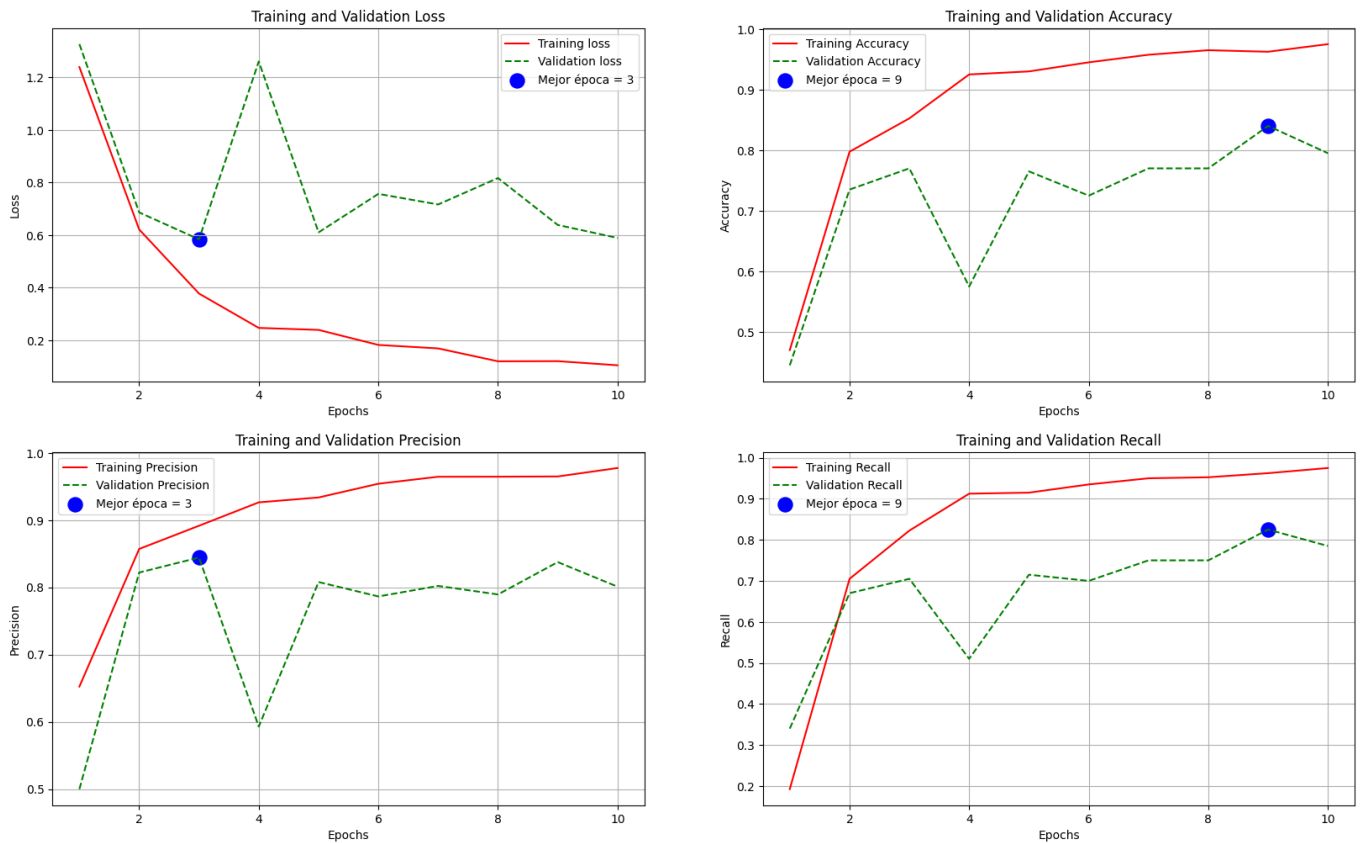 Training and Validation Loss
Training loss
Validation loss
Mejor época = 3
1.2
1.0
0.8
0.6
0.4
0.2
Loss
2 4 6 8 10
Epochs
Training and Validation Accuracy
Training Accuracy
Validation Accuracy
Mejor época = 9
1.0
0.9
0.8
0.7
0.6
0.5
Accuracy
2 4 6 8 10
Epochs
Training and Validation Precision
Training Precision
Validation Precision
Mejor época = 3
1.0
0.9
0.8
0.7
0.6
0.5
Precision
2 4 6 8 10
Epochs
Training and Validation Recall
Training Recall
Validation Recall
Mejor época = 9
1.0
0.9
0.8
0.7
0.6
0.5
0.4
0.3
0.2
Recall
2 4 6 8 10
Epochs